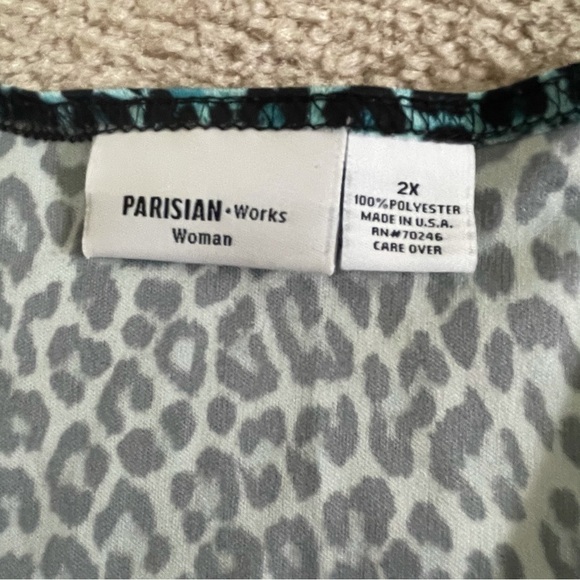 PARISIAN • Works
Woman
2X
100%POLYESTER
MADE IN U.S.A.
RN#70246
CARE OVER